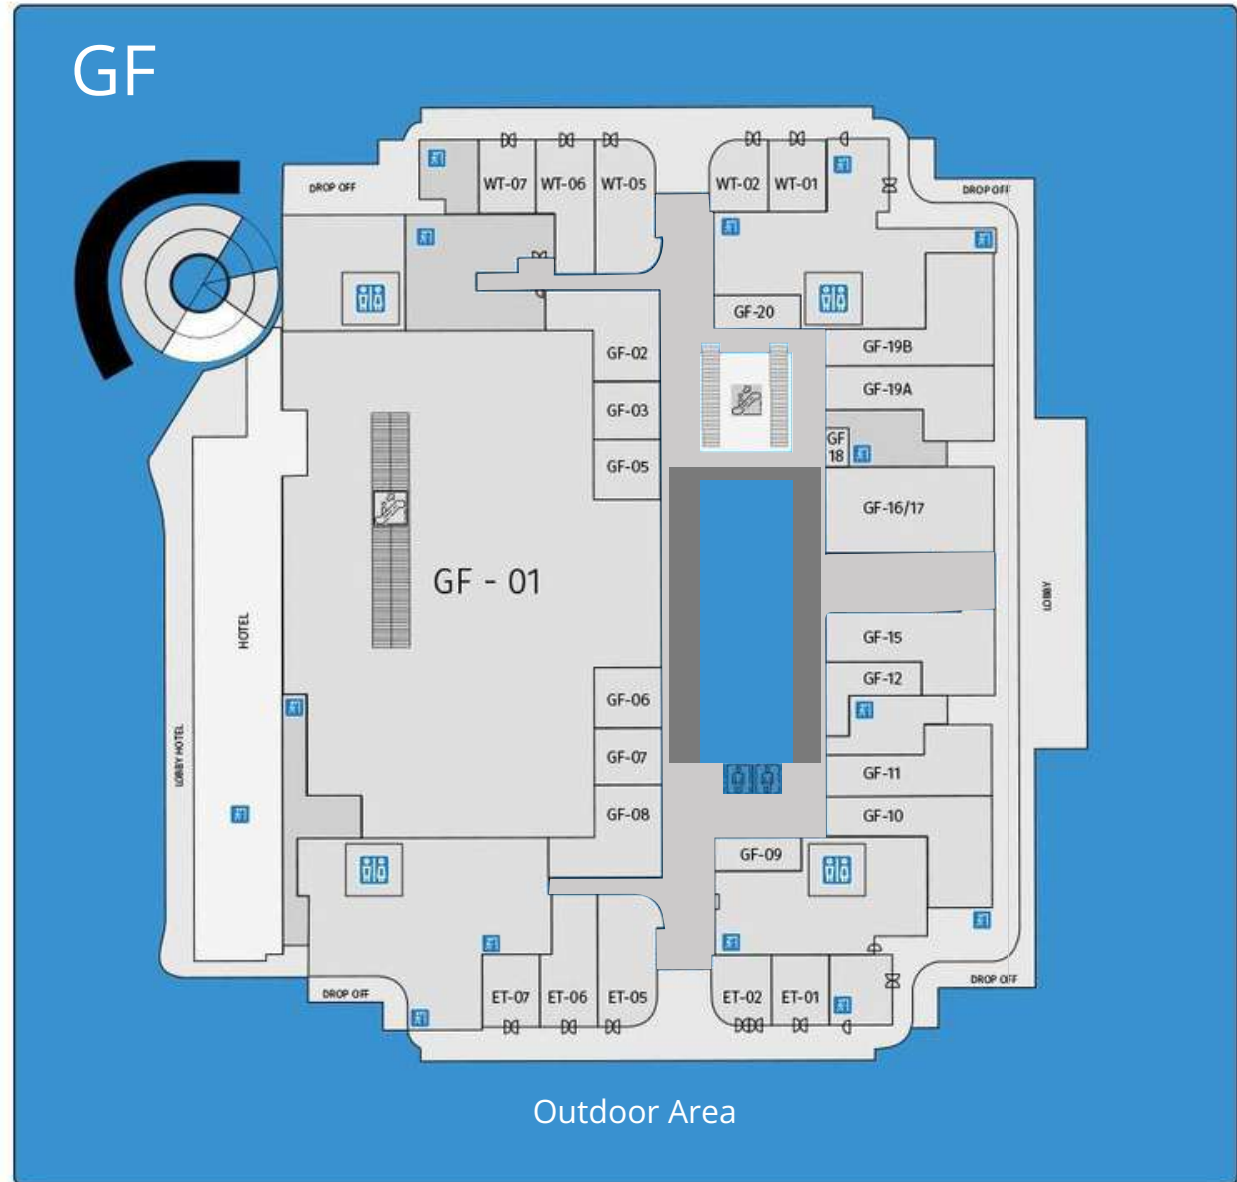 GF
DROP OFF
WT-07
WT-06
WT-05
WT-02
WT-01
DROP OFF
GF-20
GF-02
GF-19B
GF-03
GF-19A
GF
18
GF-05
GF-16/17
GF - 01
LOBBY
HOTEL
GF-15
GF-12
GF-06
LOBBY HOTEL
GF-07
GF-11
GF-08
GF-10
GF-09
DROP OFF
ET-07
ET-06
ET-05
ET-02
ET-01
DROP OFF
Outdoor Area